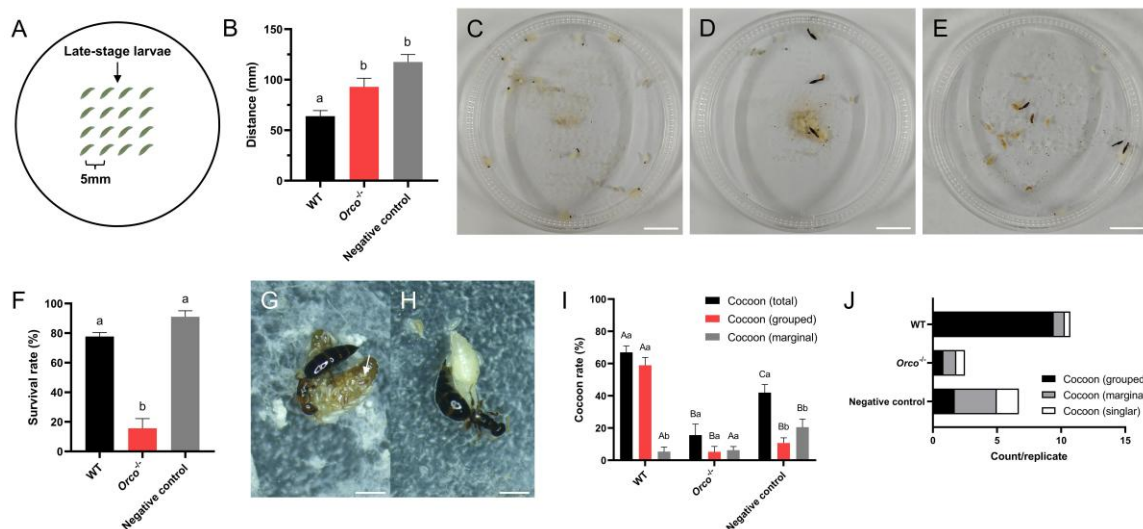 A
Late-stage larvae
5mm
B
Distance (mm)
150
100
50
0
a
b
b
WT
Orco-/-
Negative control
C
D
E
F
Survival rate (%)
100
80
60
40
20
0
a
b
a
WT
Orco-/-
Negative control
G
H
I
Cocoon rate (%)
100
80
60
40
20
0
Cocoon (total)
Cocoon (grouped)
Cocoon (marginal)
Aa
Aa
Ab
Ba
Ba
Aa
Ca
Bb
Bb
WT
Orco-/-
Negative control
J
WT
Orco-/-
Negative control
Cocoon (grouped
Cocoon (margina
Cocoon (singlar)
0
5
10
15
Count/replicate